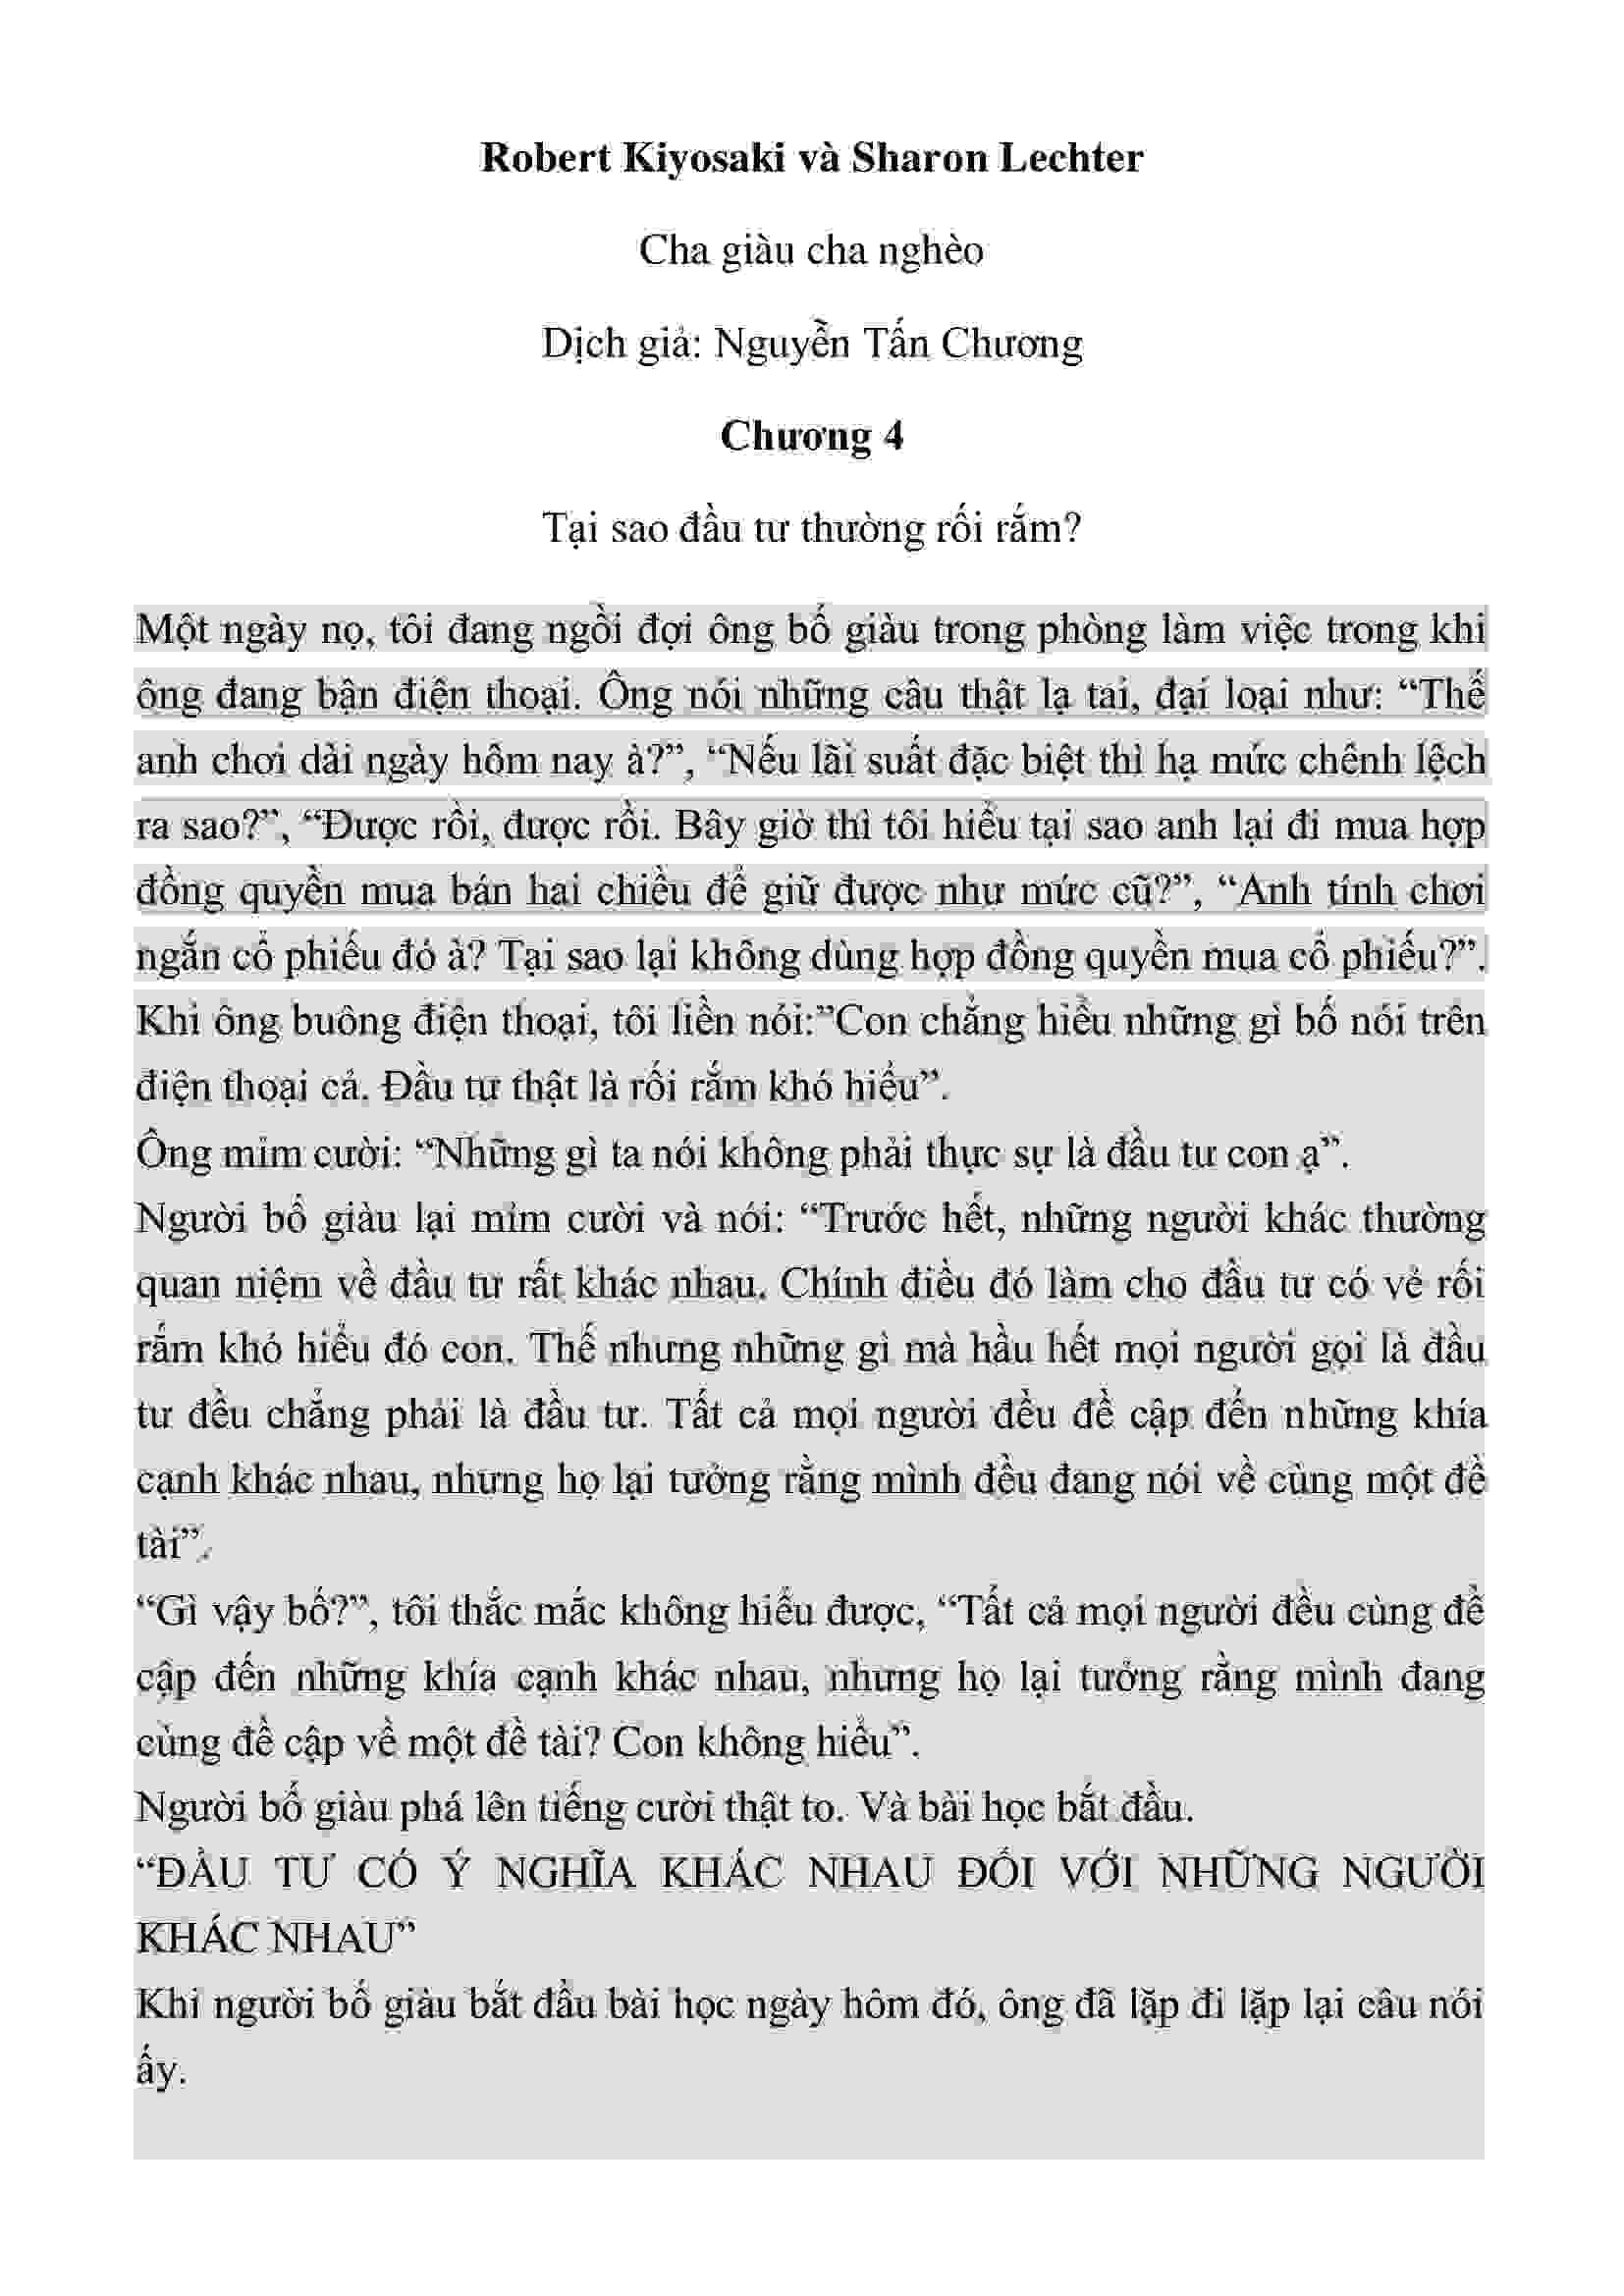 Robert Kiyosaki và Sharon Lechter
Cha giàu cha nghèo
Dịch giả: Nguyễn Tấn Chương
Chương 4
Tại sao đầu tư thường rối rắm?
Một ngày nọ, tôi đang ngồi đợi ông bố giàu trong phòng làm việc trong khi
ông đang bận điện thoại. Ông nói những câu thật lạ tai, đại loại như: “Thế
anh chơi dài ngày hôm nay à?”, “Nếu lãi suất đặc biệt thì hạ mức chênh lệch
ra sao?”, “Được rồi, được rồi. Bây giờ thì tôi hiểu tại sao anh lại đi mua hợp
đồng quyền mua bán hai chiều để giữ được như mức cũ?”, “Anh tính chơi
ngắn cổ phiếu đó à? Tại sao lại không dùng hợp đồng quyền mua cổ phiếu?”.
Khi ông buông điện thoại, tôi liền nói:”Con chẳng hiểu những gì bố nói trên
điện thoại cả. Đầu tư thật là rối rắm khó hiểu”.
Ông mỉm cười: “Những gì ta nói không phải thực sự là đầu tư con ạ”.
Người bố giàu lại mỉm cười và nói: “Trước hết, những người khác thường
quan niệm về đầu tư rất khác nhau. Chính điều đó làm cho đầu tư có vẻ rối
rắm khó hiểu đó con. Thế nhưng những gì mà hầu hết mọi người gọi là đầu
tư đều chẳng phải là đầu tư. Tất cả mọi người đều đề cập đến những khía
cạnh khác nhau, nhưng họ lại tưởng rằng mình đều đang nói về cùng một đề
tài”.
“Gì vậy bố?”, tôi thắc mắc không hiểu được, “Tất cả mọi người đều cùng đề
cập đến những khía cạnh khác nhau, nhưng họ lại tưởng rằng mình đang
cùng đề cập về một đề tài? Con không hiểu”.
Người bố giàu phá lên tiếng cười thật to. Và bài học bắt đầu.
“ĐẦU TƯ CÓ Ý NGHĨA KHÁC NHAU ĐỐI VỚI NHỮNG NGƯỜI
KHÁC NHAU”
Khi người bố giàu bắt đầu bài học ngày hôm đó, ông đã lặp đi lặp lại câu nói
ấy.